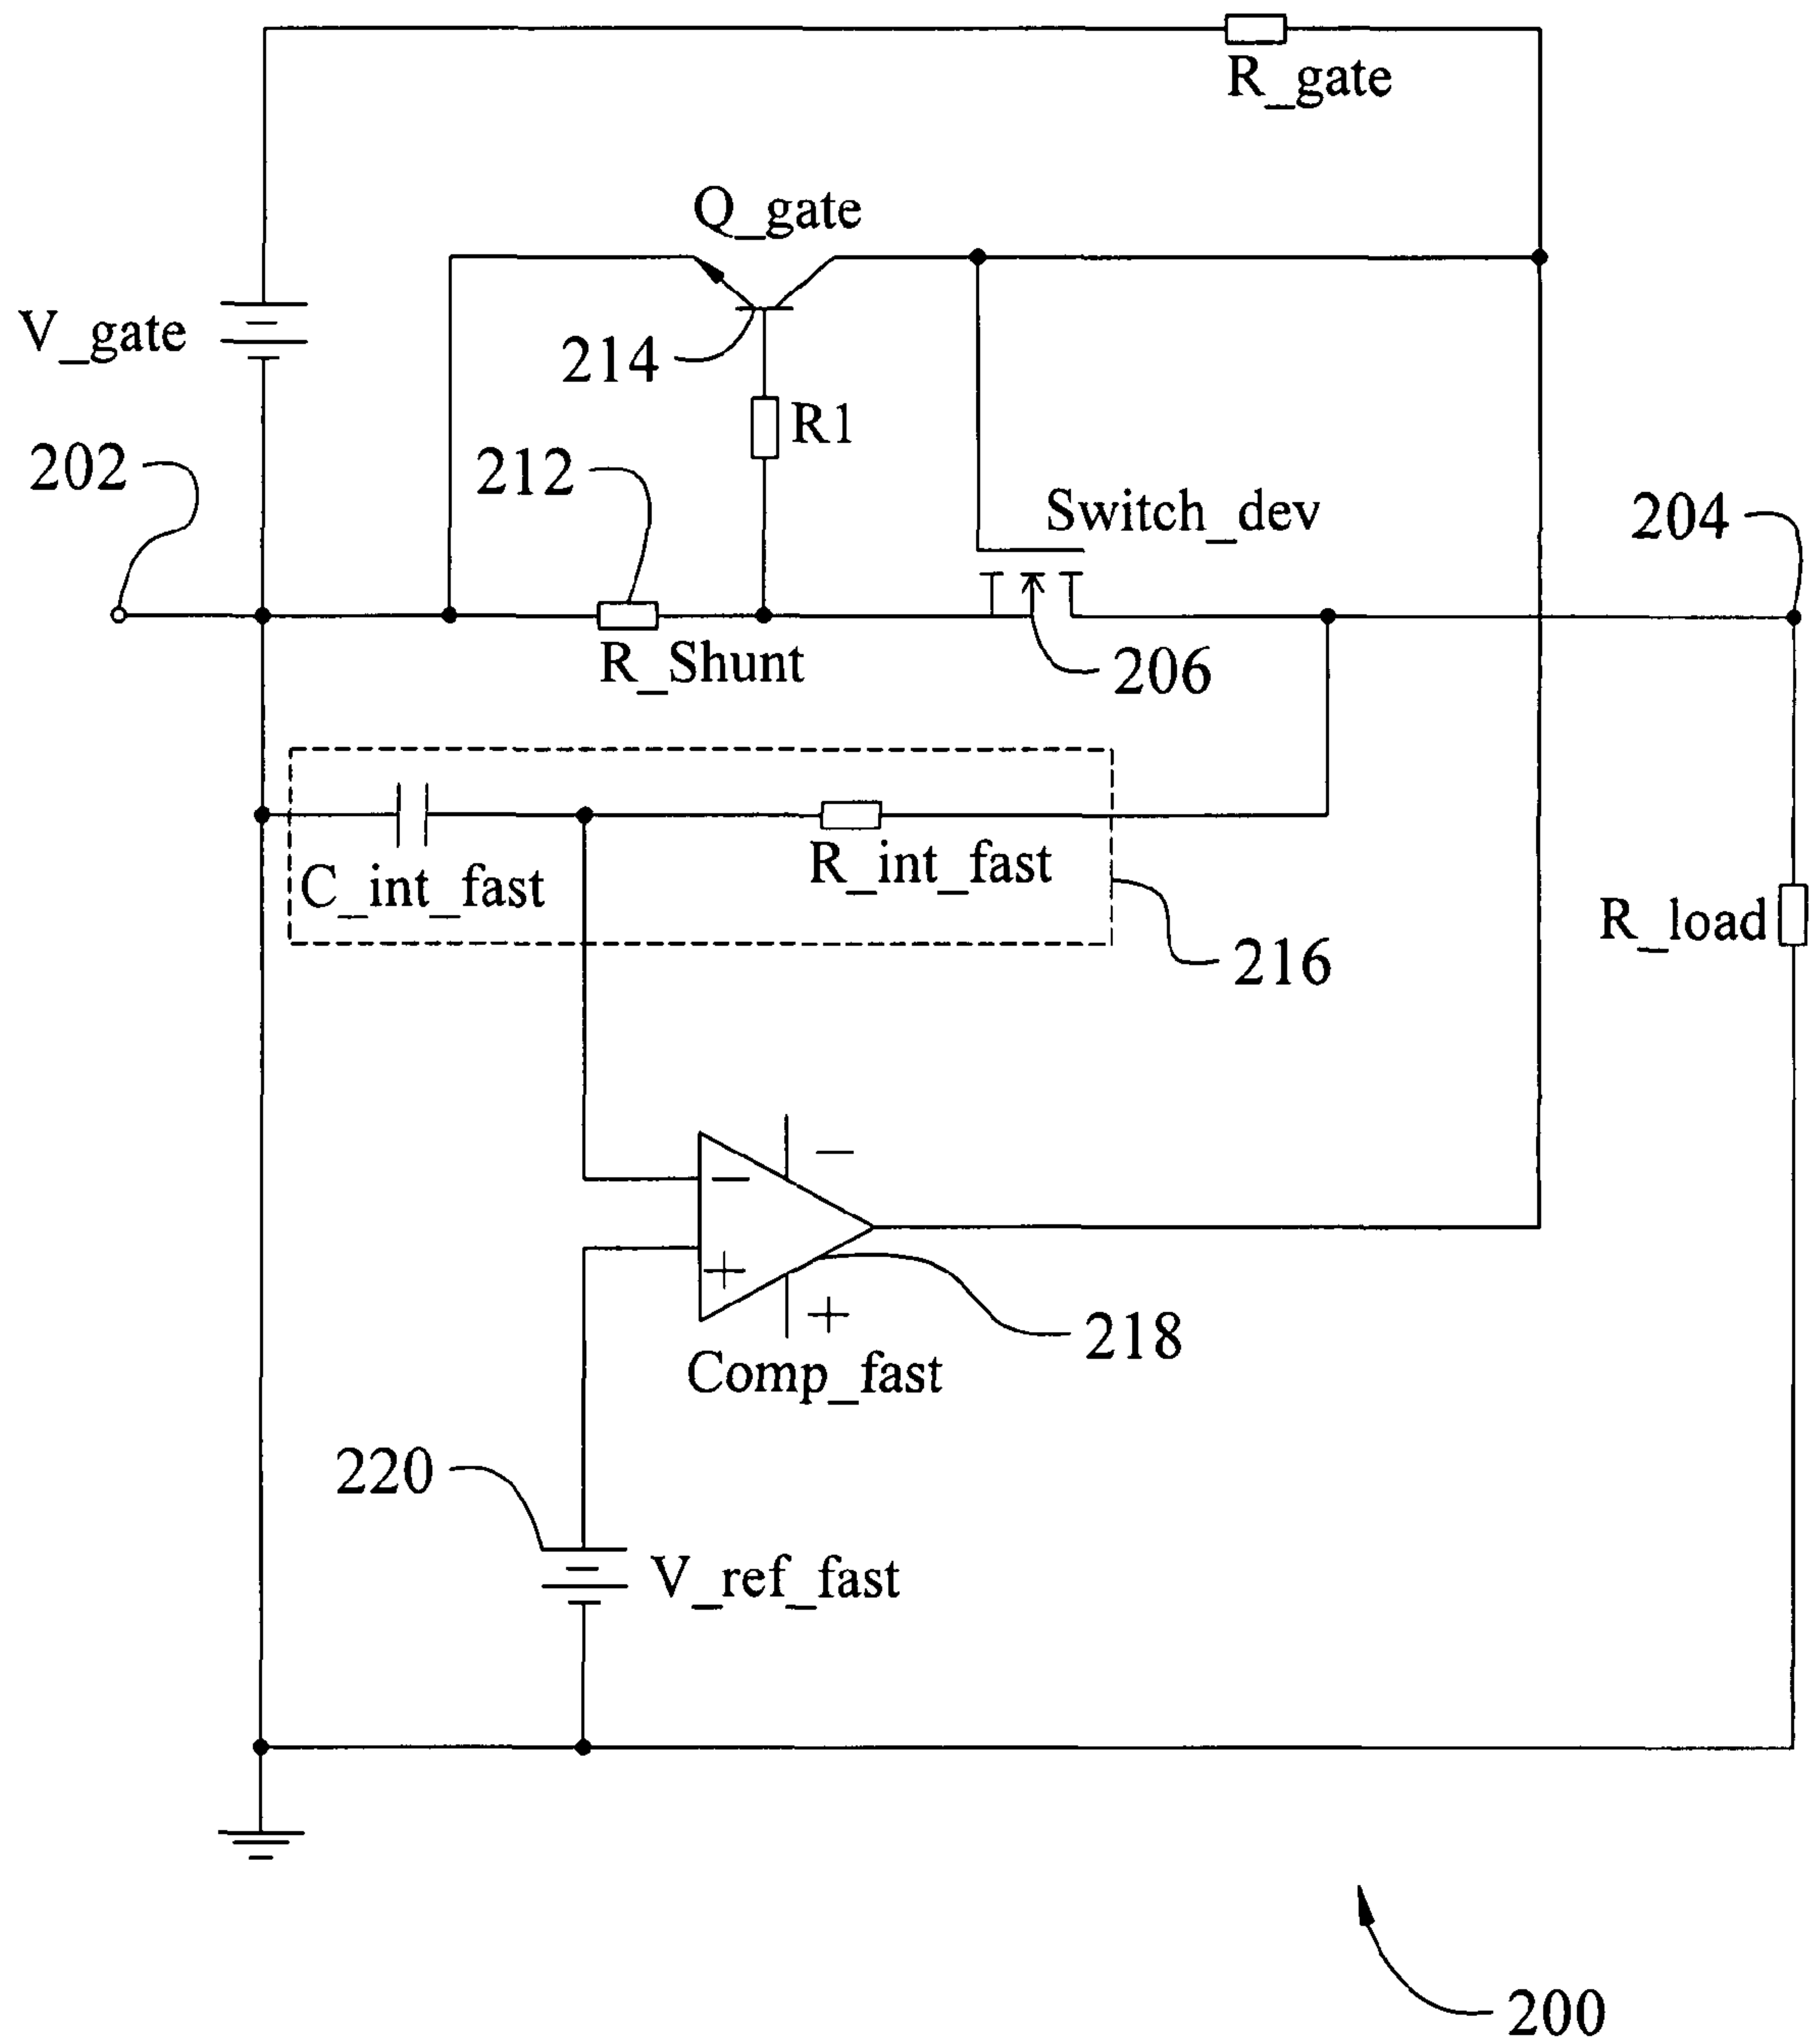 R_gate
Q_gate
V_gate
214
R1
202
212
Switch_dev
204
R_Shunt
206
C_int_fast
R_int_fast
R_load
216
−
−
+
+
218
Comp_fast
220
V_ref_fast
200